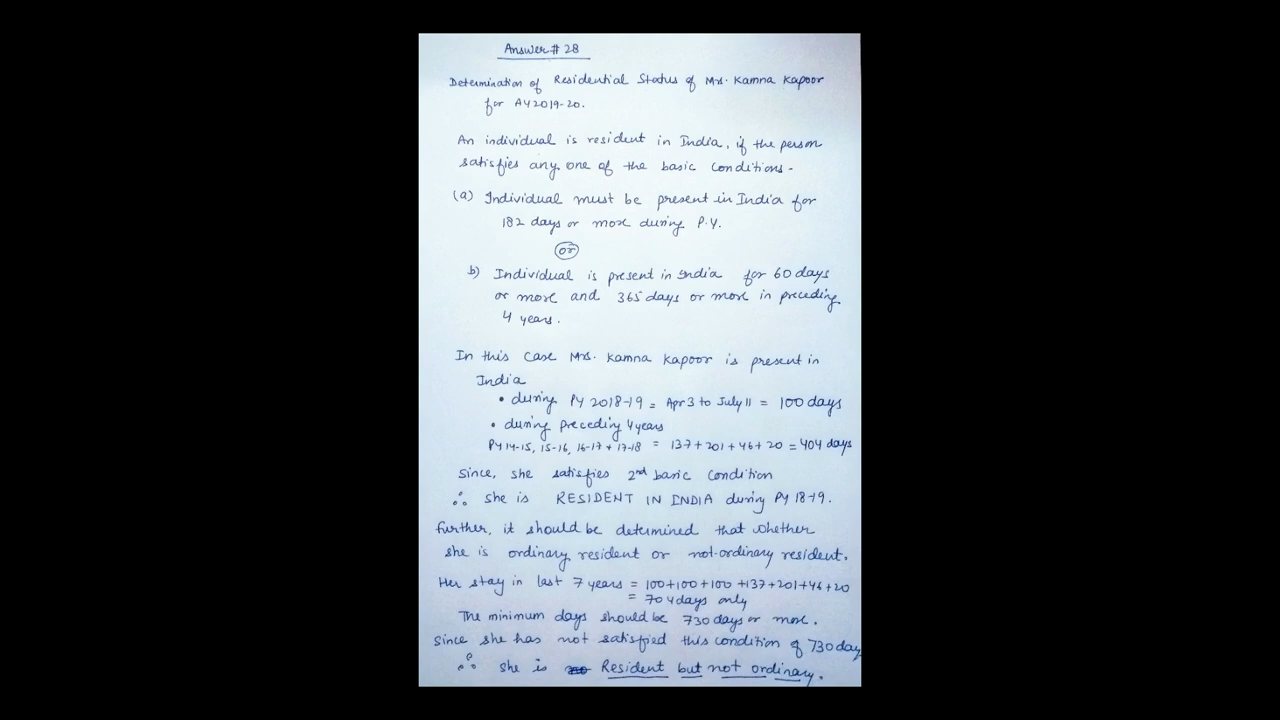 Answer # 28
Determination of Residential Status of Mrs. Kamna Kapoor
for AY 2019-20.
An individual is resident in India, if the person
satisfies any one of the basic conditions -
(a) Individual must be present in India for
182 days or more during P.Y.
or
b) Individual is present in India for 60 days
or more and 365 days or more in preceding
4 years.
In this case Mrs. Kamna Kapoor is present in
India
• during PY 2018-19 = Apr 3 to July 11 = 100 days
• during preceding 4 years
PY 14-15, 15-16, 16-17 + 17-18 = 137 + 201 + 46 + 20 = 404 days
Since, she satisfies 2nd basic condition
∴ she is RESIDENT IN INDIA during PY 18-19.
further, it should be determined that whether
she is ordinary resident or not-ordinary resident.
Her stay in last 7 years = 100+100+100+137+201+46+20
= 704 days only
The minimum days should be 730 days or more.
Since she has not satisfied this condition of 730 day
∴ she is Resident but not ordinary.